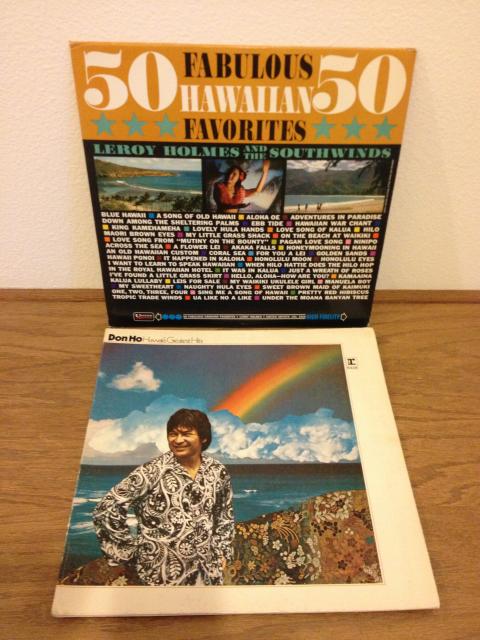 50 FABULOUS 50
HAWAIIAN
FAVORITES
LEROY HOLMES AND THE SOUTHWINDS
BLUE HAWAII A SONG OF OLD HAWAII ALOHA OE ADVENTURES IN PARADISE
DOWN AMONG THE SHELTERING PALMS EBB TIDE HAWAIIAN WAR CHANT
KING KAMEHAMEHA LOVELY HULA HANDS LOVE SONG OF KALUA HILO
MAORI BROWN EYES MY LITTLE GRASS SHACK ON THE BEACH AT WAIKIKI
LOVE SONG FROM "MUTINY ON THE BOUNTY" PAGAN LOVE SONG NIHIPO
ACROSS THE SEA A FLOWER LEI AKAKA FALLS HONEYMOONING IN HAWAII
AN OLD HAWAIIAN CUSTOM CORAL SEA FOR YOU A LEI GOLDEN SANDS
HAWAII PONOI IT HAPPENED IN KALOHA HONOLULU MOON HONOLULU EYES
I WANT TO LEARN TO SPEAK HAWAIIAN WHEN HILO HATTIE DOES THE HILO HOP
IN THE ROYAL HAWAIIAN HOTEL IT WAS IN KALUA JUST A WREATH OF ROSES
I'VE FOUND A LITTLE GRASS SKIRT HELLO, ALOHA-HOW ARE YOU? KAMAAINA
KALUA LULLABY LEIS FOR SALE MY WAIKIKI UKULELE GIRL MANUELA BOY
MY SWEETHEART NAUGHTY HULA EYES SWEET BROWN MAID OF KAIMUKI
ONE, TWO, THREE, FOUR SING ME A SONG OF HAWAII PRETTY RED HIBISCUS
TROPIC TRADE WINDS UA LIKE NO A LIKE UNDER THE MOANA BANYAN TREE
HIGH FIDELITY
Don Ho Hawaii's Greatest Hits